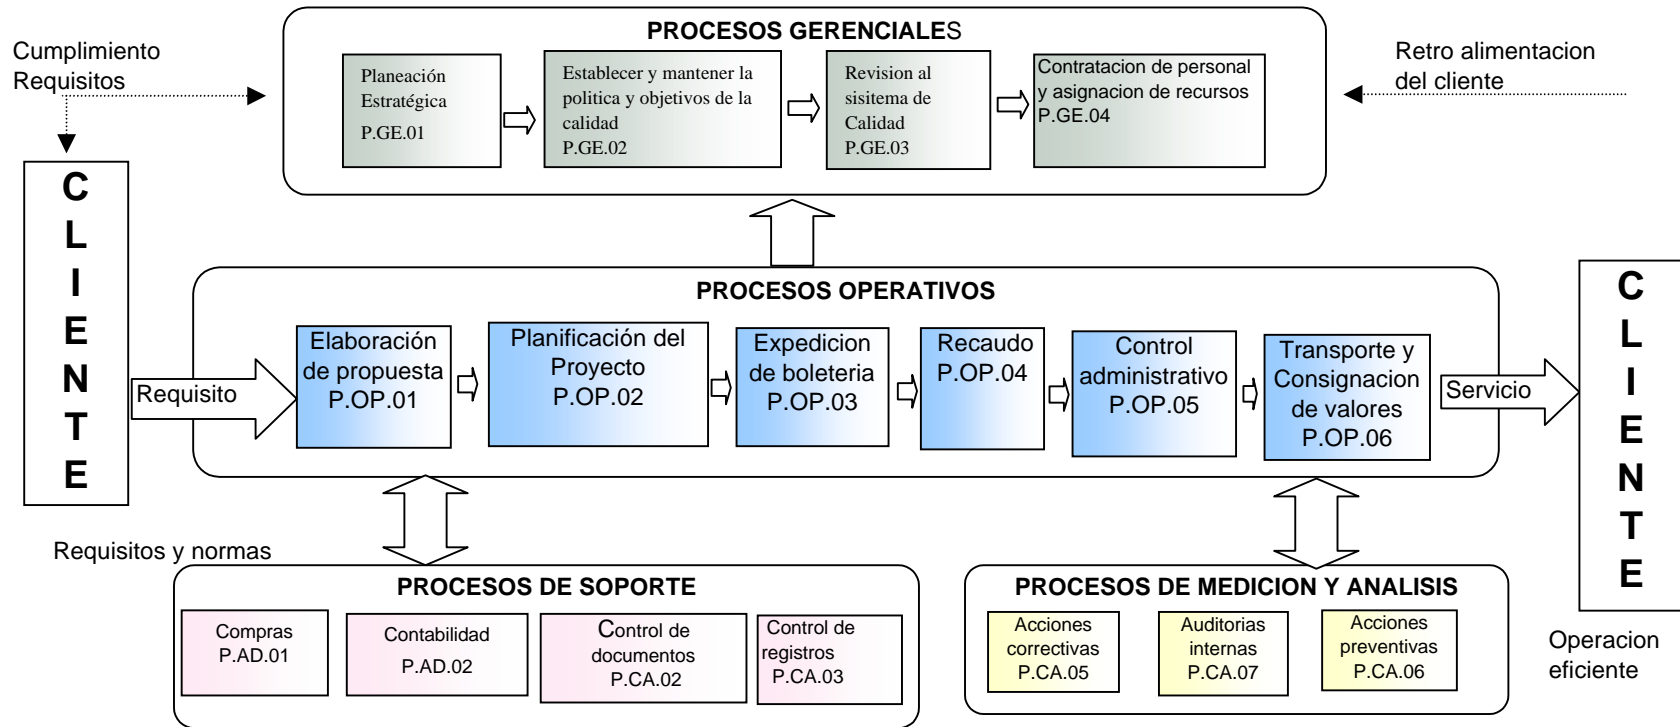 PROCESOS GERENCIALES
Cumplimiento
Requisitos
Planeación
Estratégica
P.GE.01
Establecer y mantener la
politica y objetivos de la
calidad
P.GE.02
Revision al
sisitema de
Calidad
P.GE.03
Contratacion de personal
y asignacion de recursos
P.GE.04
Retro alimentacion
del cliente
CLIENTE
PROCESOS OPERATIVOS
Requisito
Elaboración
de propuesta
P.OP.01
Planificación del
Proyecto
P.OP.02
Expedicion
de boleteria
P.OP.03
Recaudo
P.OP.04
Control
administrativo
P.OP.05
Transporte y
Consignacion
de valores
P.OP.06
Servicio
CLIENTE
Requisitos y normas
PROCESOS DE SOPORTE
Compras
P.AD.01
Contabilidad
P.AD.02
Control de
documentos
P.CA.02
Control de
registros
P.CA.03
PROCESOS DE MEDICION Y ANALISIS
Acciones
correctivas
P.CA.05
Auditorias
internas
P.CA.07
Acciones
preventivas
P.CA.06
Operacion
eficiente